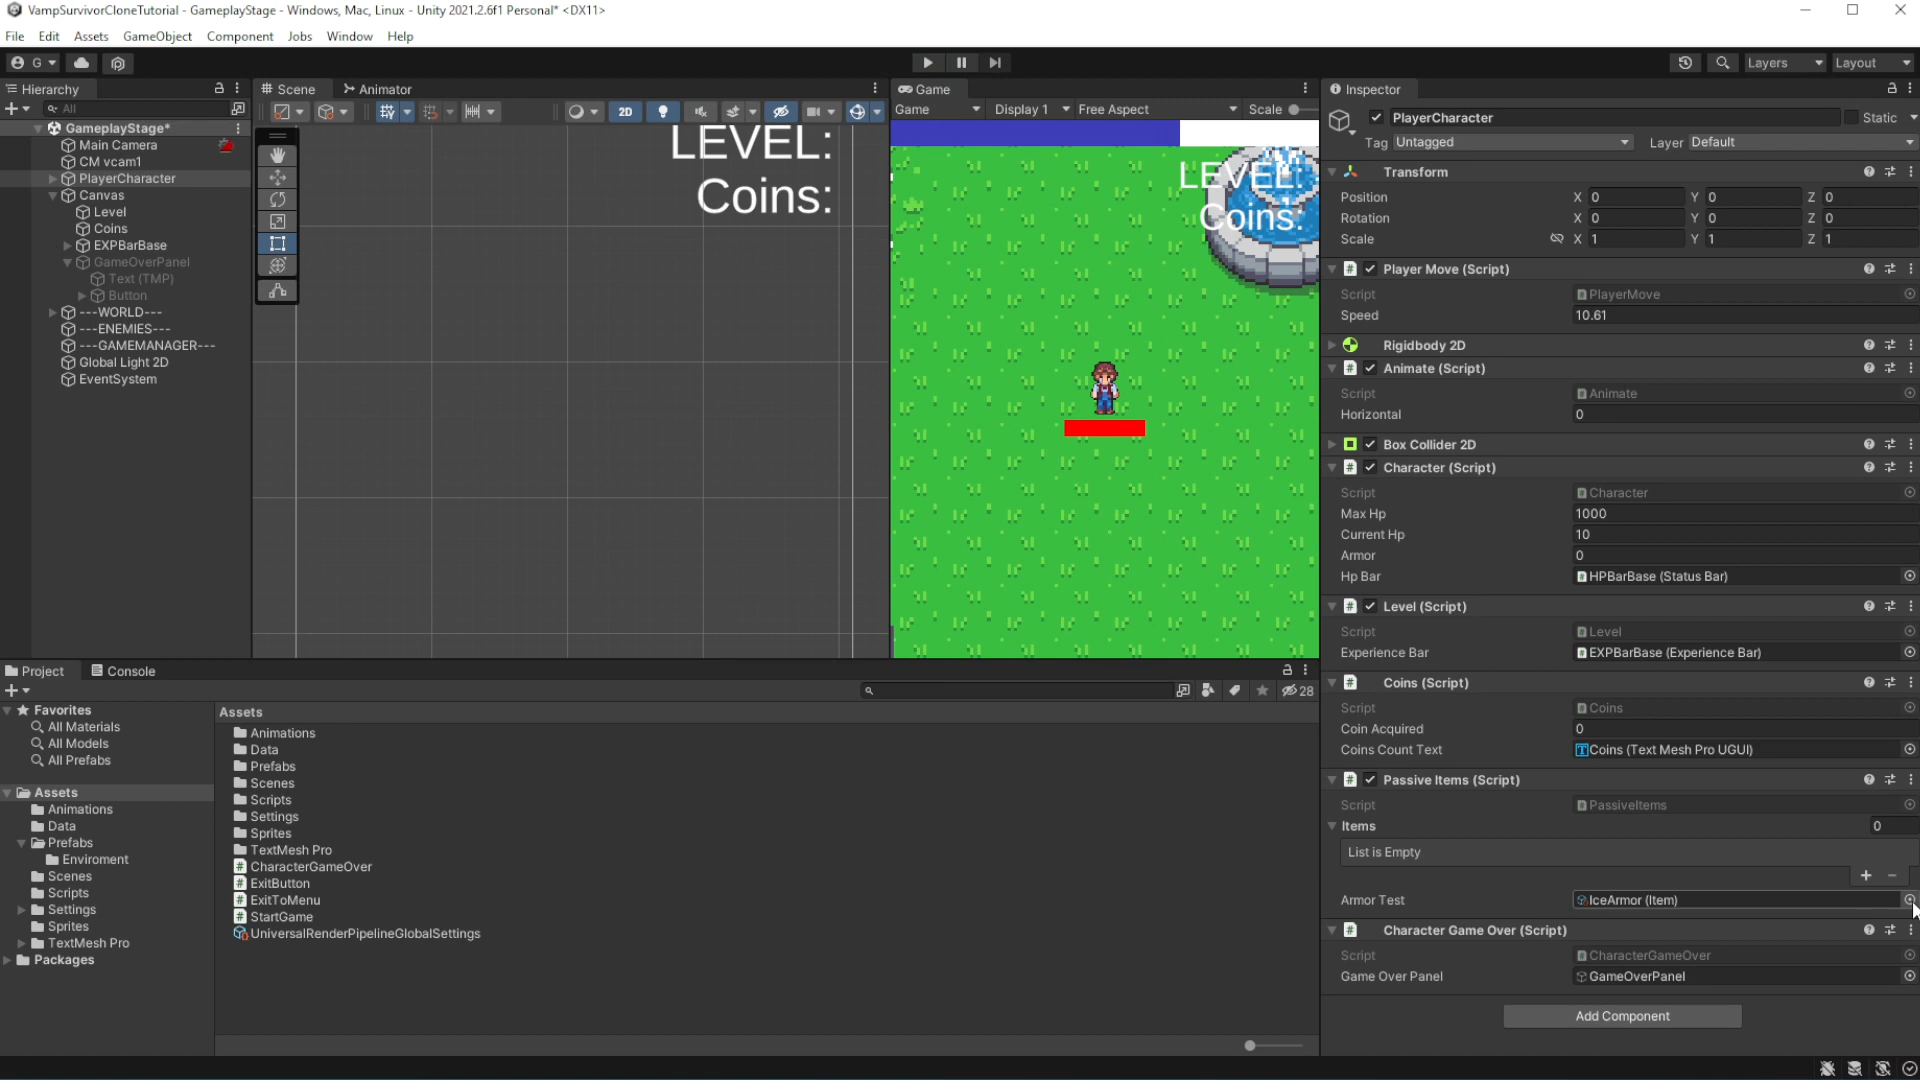 VampSurvivorCloneTutorial - GameplayStage - Windows, Mac, Linux - Unity 2021.2.6f1 Personal* <DX11>
File Edit Assets GameObject Component Jobs Window Help
G Layers Layout
Hierarchy
All
GameplayStage*
Main Camera
CM vcam1
PlayerCharacter
Canvas
Level
Coins
EXPBarBase
GameOverPanel
Text (TMP)
Button
---WORLD---
---ENEMIES---
---GAMEMANAGER---
Global Light 2D
EventSystem
Scene Animator
2D
LEVEL:
Coins:
Game
Game Display 1 Free Aspect Scale
LEVEL:
Coins:
Inspector
PlayerCharacter Static
Tag Untagged Layer Default
Transform
Position X 0 Y 0 Z 0
Rotation X 0 Y 0 Z 0
Scale X 1 Y 1 Z 1
Player Move (Script)
Script PlayerMove
Speed 10.61
Rigidbody 2D
Animate (Script)
Script Animate
Horizontal 0
Box Collider 2D
Character (Script)
Script Character
Max Hp 1000
Current Hp 10
Armor 0
Hp Bar HPBarBase (Status Bar)
Level (Script)
Script Level
Experience Bar EXPBarBase (Experience Bar)
Coins (Script)
Script Coins
Coin Acquired 0
Coins Count Text Coins (Text Mesh Pro UGUI)
Passive Items (Script)
Script PassiveItems
Items 0
List is Empty
Armor Test IceArmor (Item)
Character Game Over (Script)
Script CharacterGameOver
Game Over Panel GameOverPanel
Add Component
Project Console
28
Favorites
All Materials
All Models
All Prefabs
Assets
Animations
Data
Prefabs
Enviroment
Scenes
Scripts
Settings
Sprites
TextMesh Pro
Packages
Assets
Animations
Data
Prefabs
Scenes
Scripts
Settings
Sprites
TextMesh Pro
CharacterGameOver
ExitButton
ExitToMenu
StartGame
UniversalRenderPipelineGlobalSettings